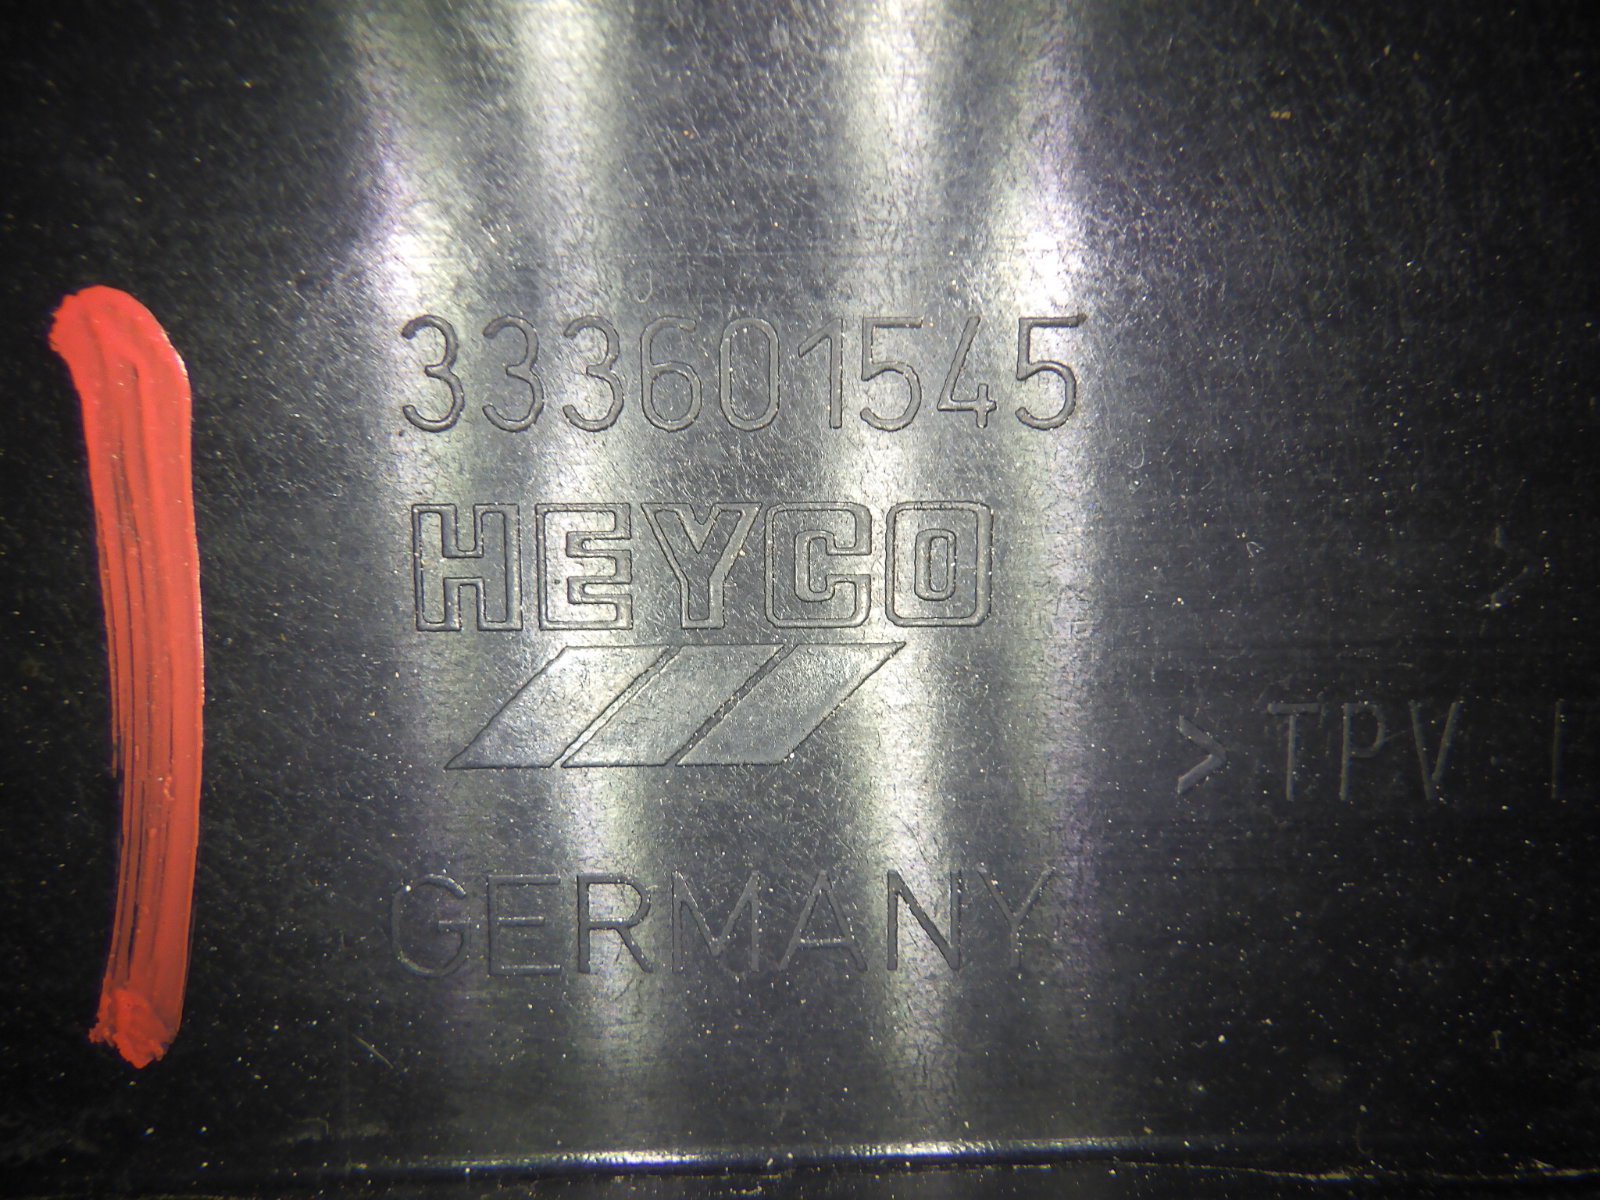 333601545
HEYCO
GERMANY
>TPV